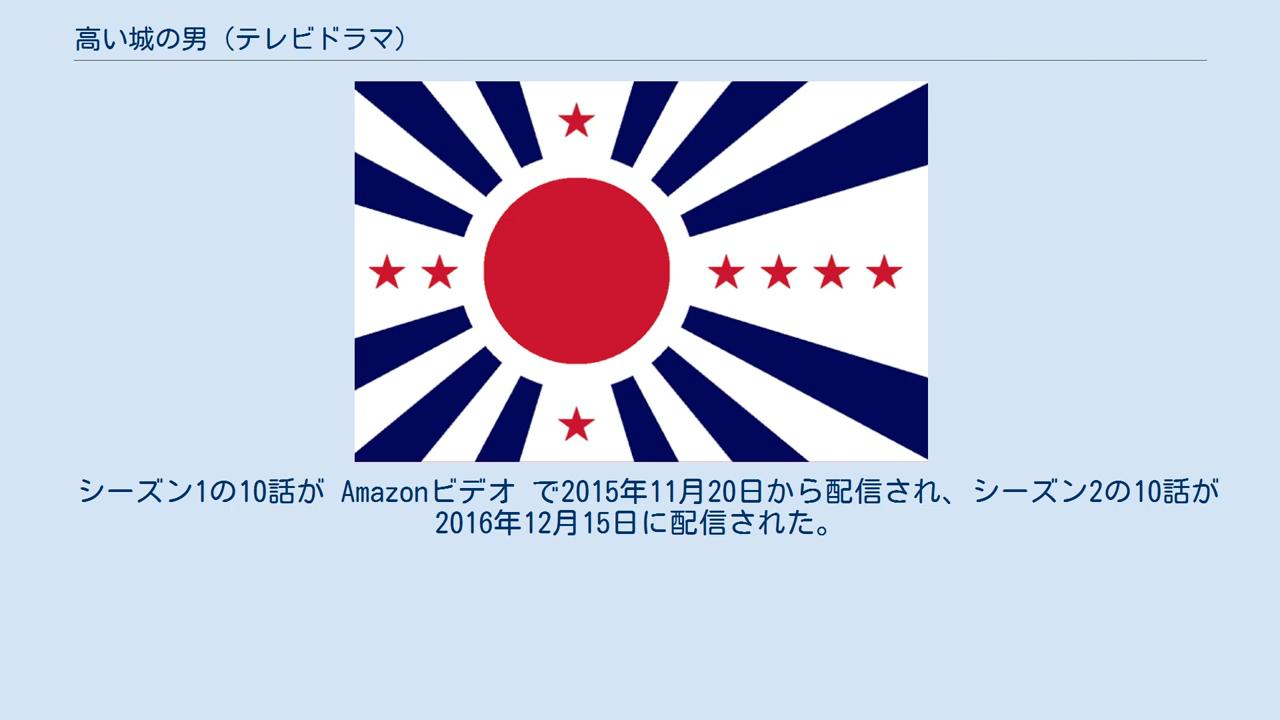 高い城の男（テレビドラマ）
シーズン1の10話が Amazonビデオ で2015年11月20日から配信され、シーズン2の10話が
2016年12月15日に配信された。